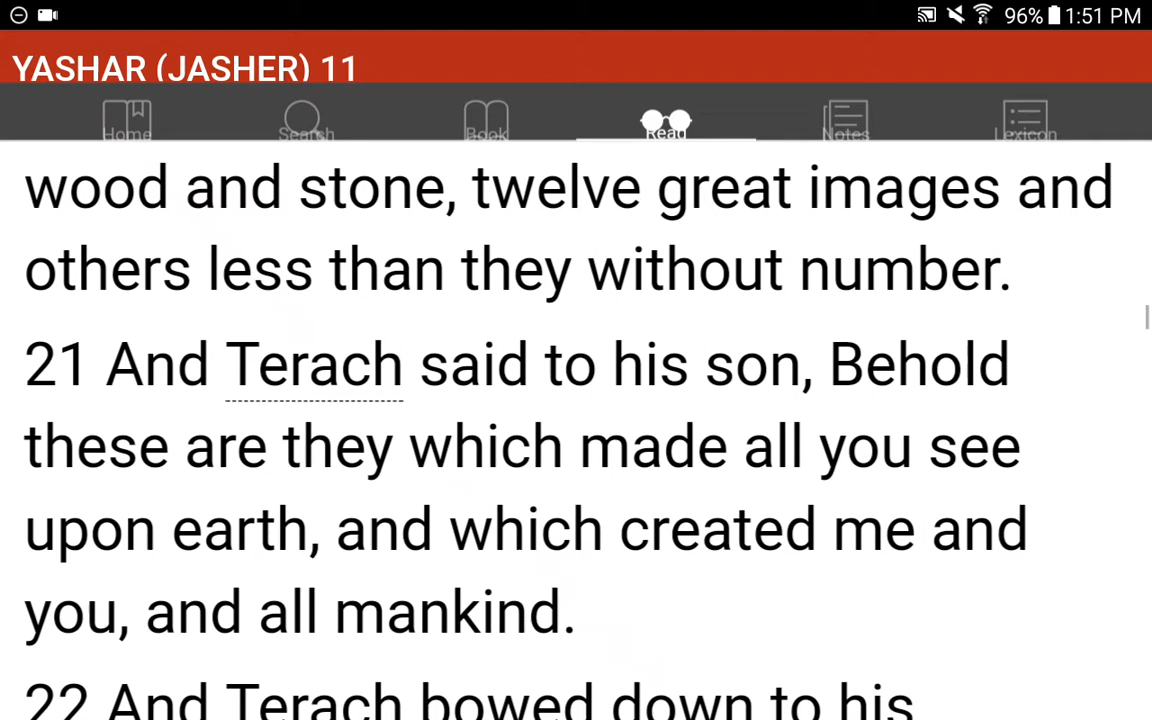 96% 1:51 PM
YASHAR (JASHER) 11
Home Search Book Read Notes Lexicon
wood and stone, twelve great images and
others less than they without number.
21 And Terach said to his son, Behold
these are they which made all you see
upon earth, and which created me and
you, and all mankind.
22 And Terach bowed down to his